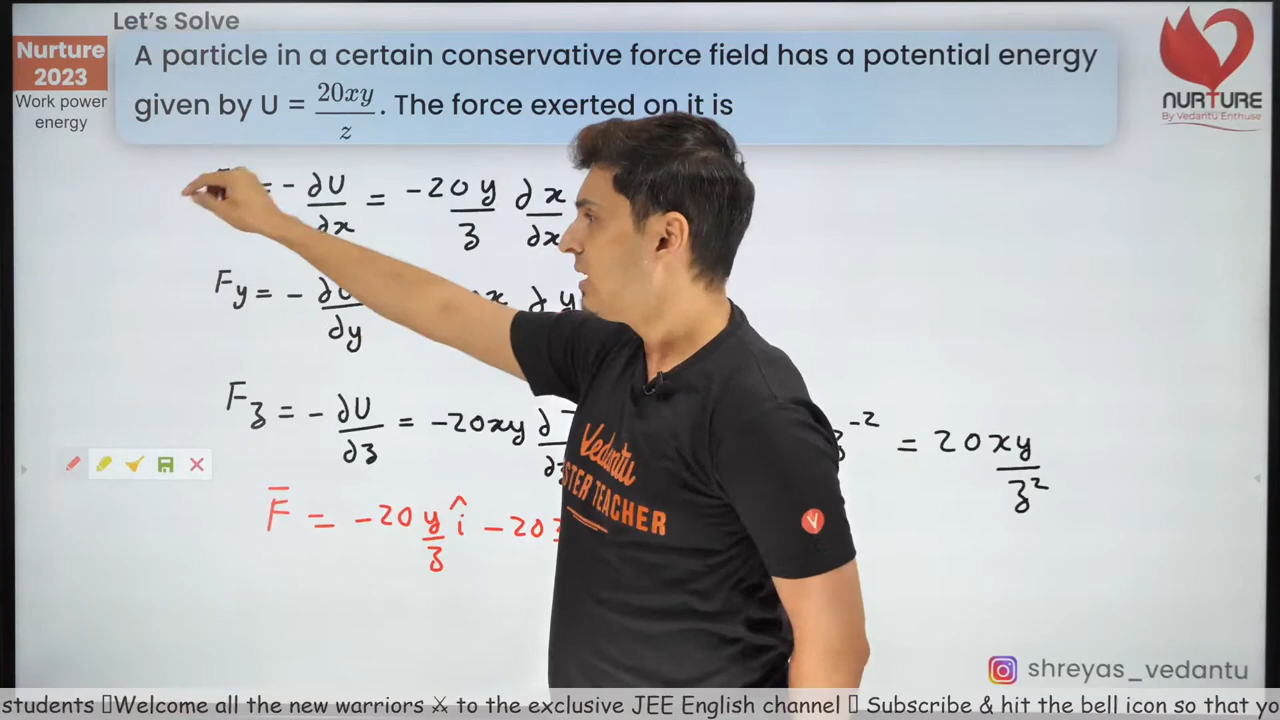 Let's Solve
Nurture
2023
Work power
energy
A particle in a certain conservative force field has a potential energy
given by U = 20xy/z. The force exerted on it is
NURTURE
By Vedantu Enthuse
= - ∂U/∂x = -20y/z ∂x/∂x
Fy = - ∂U/∂y x ∂y
Fz = - ∂U/∂z = -20xy ∂ z⁻² = 20xy/z²
F̄ = -20 y/z î - 20
Vedantu
STER TEACHER
V
shreyas_vedantu
students Welcome all the new warriors ⚔ to the exclusive JEE English channel Subscribe & hit the bell icon so that yo